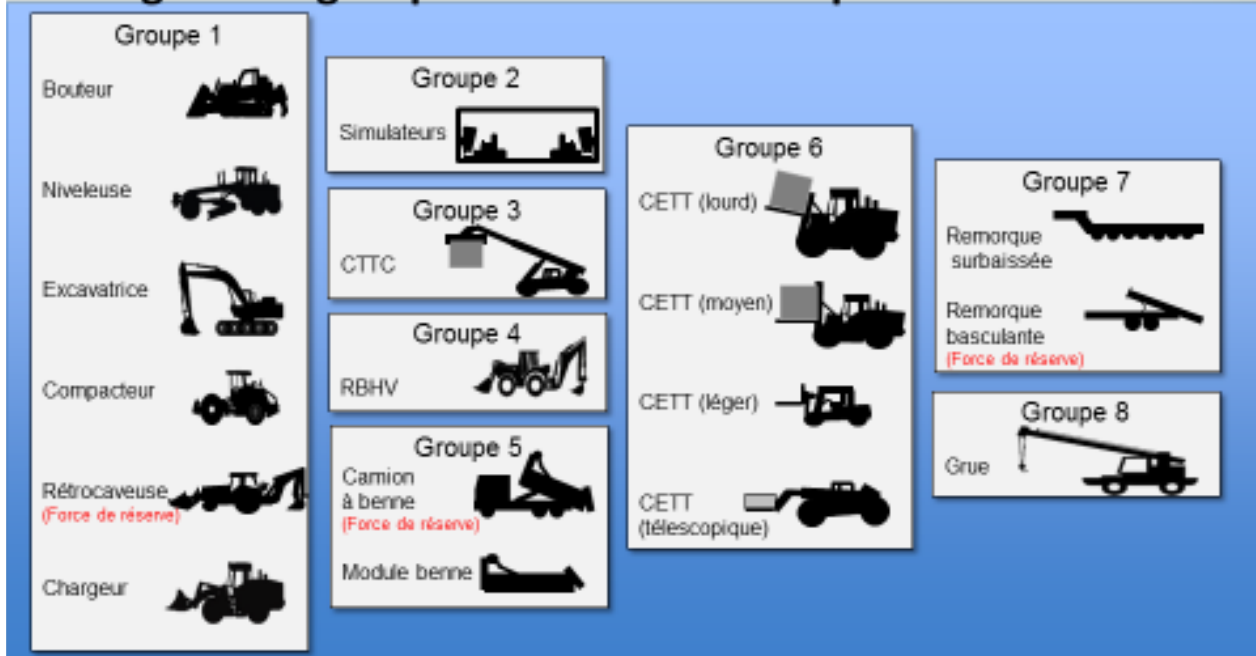 Groupe 1
Bouteur
Niveleuse
Excavatrice
Compacteur
Rétrocaveuse
(Force de réserve)
Chargeur
Groupe 2
Simulateurs
Groupe 3
CTTC
Groupe 4
RBHV
Groupe 5
Camion
à benne
(Force de réserve)
Module benne
Groupe 6
CETT (lourd)
CETT (moyen)
CETT (léger)
CETT
(télescopique)
Groupe 7
Remorque
surbaissée
Remorque
basculante
(Force de réserve)
Groupe 8
Grue